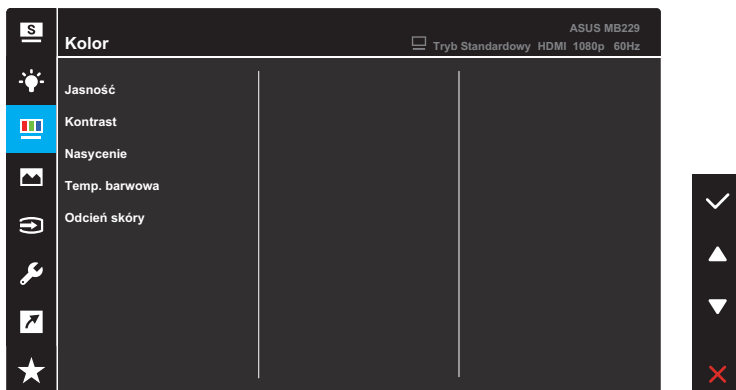 S
ASUS MB229
Kolor
Tryb Standardowy HDMI 1080p 60Hz
Jasność
Kontrast
Nasycenie
Temp. barwowa
Odcień skóry